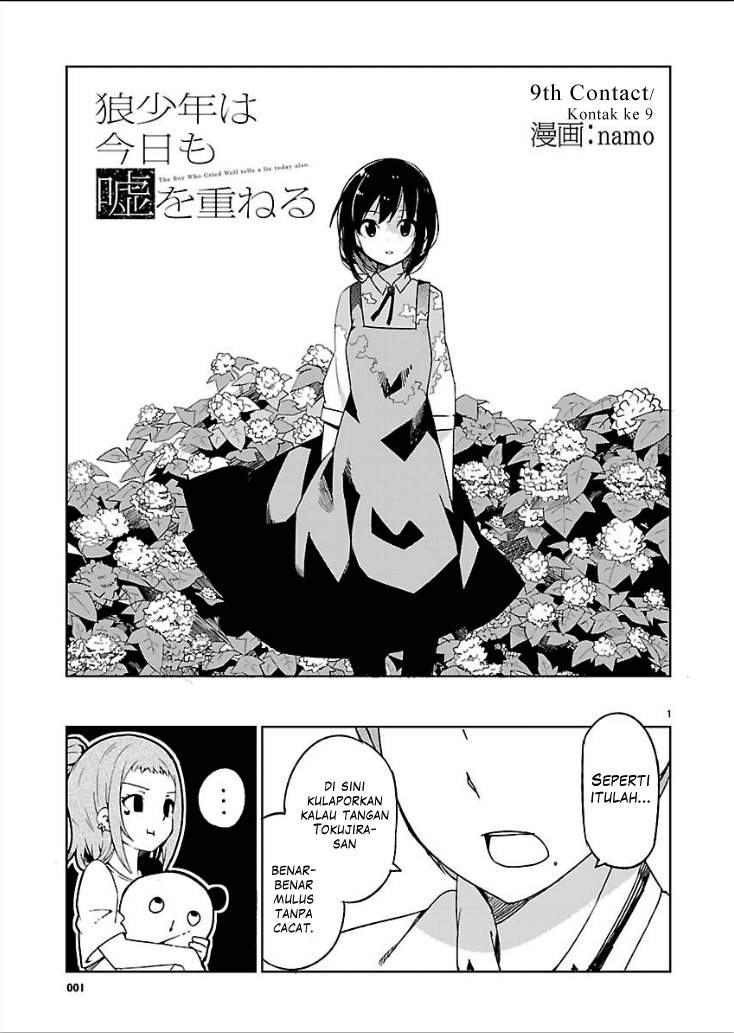 狼少年は
今日も
The Boy Who Cried Wolf tells a lie today also.
嘘を重ねる
9th Contact/
Kontak ke 9
漫画：namo
1
SEPERTI
ITULAH...
DI SINI
KULAPORKAN
KALAU TANGAN
TOKUJIRA-
SAN
BENAR-
BENAR
MULUS
TANPA
CACAT.
...
001